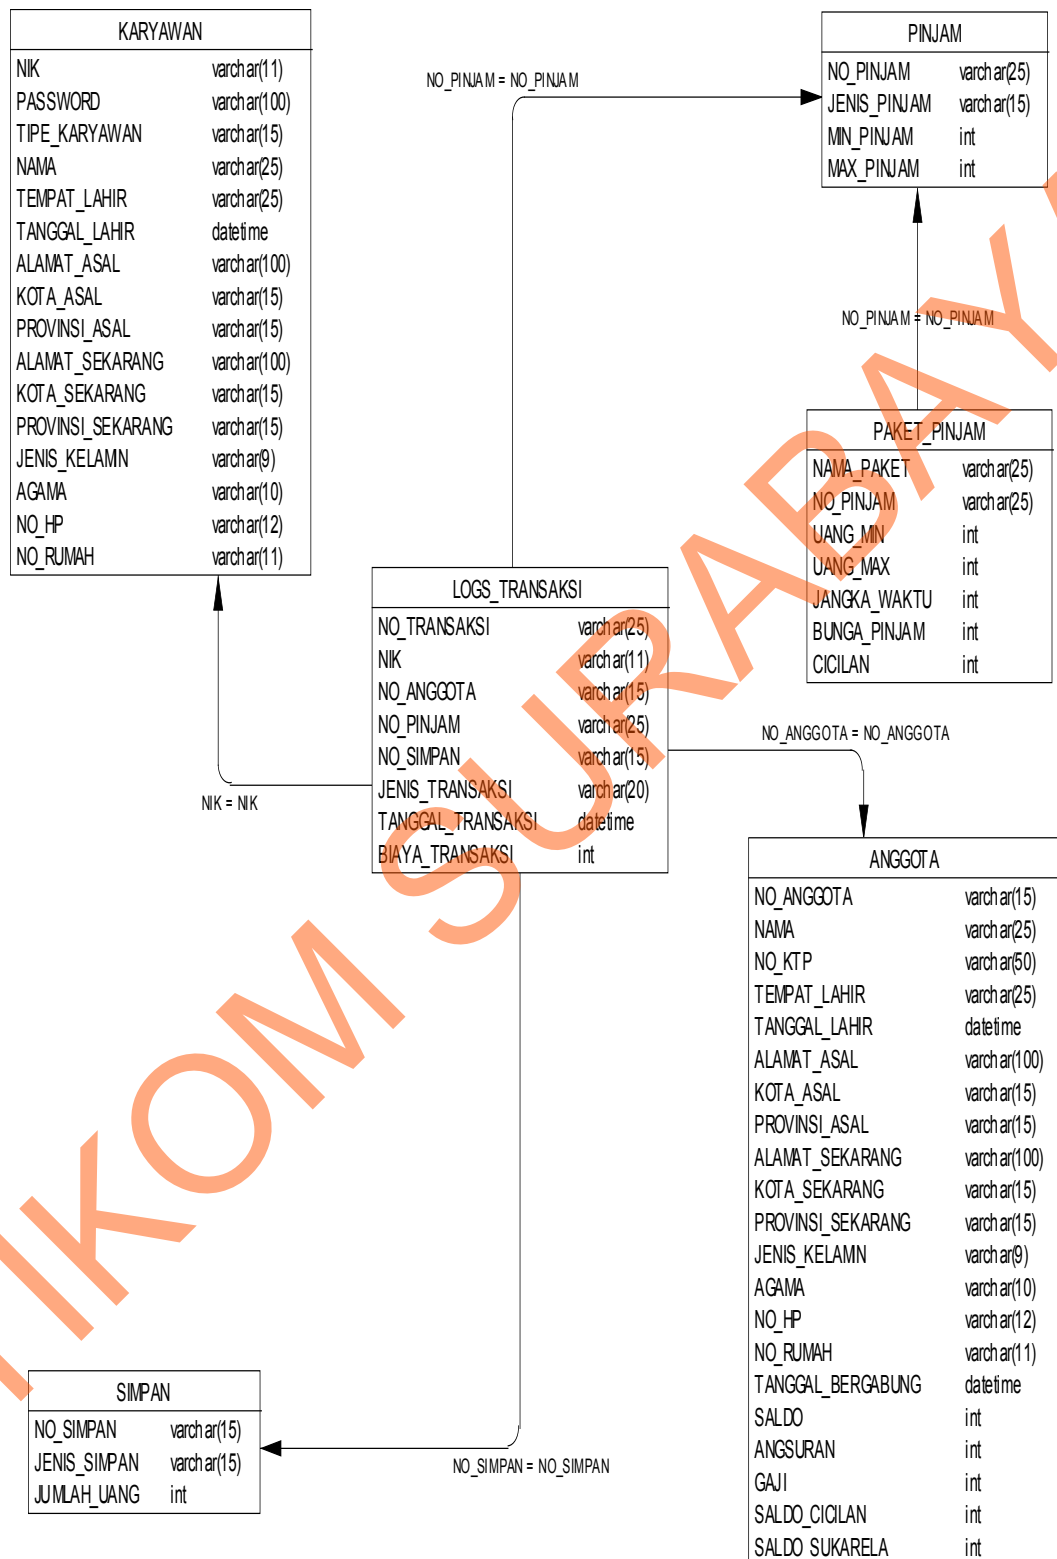 KARYAWAN
NIK varchar(11)
PASSWORD varchar(100)
TIPE_KARYAWAN varchar(15)
NAMA varchar(25)
TEMPAT_LAHIR varchar(25)
TANGGAL_LAHIR datetime
ALAMAT_ASAL varchar(100)
KOTA_ASAL varchar(15)
PROVINSI_ASAL varchar(15)
ALAMAT_SEKARANG varchar(100)
KOTA_SEKARANG varchar(15)
PROVINSI_SEKARANG varchar(15)
JENIS_KELAMIN varchar(9)
AGAMA varchar(10)
NO_HP varchar(12)
NO_RUMAH varchar(11)
NO_PINJAM = NO_PINJAM
PINJAM
NO_PINJAM varchar(25)
JENIS_PINJAM varchar(15)
MIN_PINJAM int
MAX_PINJAM int
NO_PINJAM = NO_PINJAM
PAKET_PINJAM
NAMA_PAKET varchar(25)
NO_PINJAM varchar(25)
UANG_MIN int
UANG_MAX int
JANGKA_WAKTU int
BUNGA_PINJAM int
CICILAN int
LOGS_TRANSAKSI
NO_TRANSAKSI varchar(25)
NIK varchar(11)
NO_ANGGOTA varchar(15)
NO_PINJAM varchar(25)
NO_SIMPAN varchar(15)
JENIS_TRANSAKSI varchar(20)
TANGGAL_TRANSAKSI datetime
BIAYA_TRANSAKSI int
NIK = NIK
NO_ANGGOTA = NO_ANGGOTA
ANGGOTA
NO_ANGGOTA varchar(15)
NAMA varchar(25)
NO_KTP varchar(50)
TEMPAT_LAHIR varchar(25)
TANGGAL_LAHIR datetime
ALAMAT_ASAL varchar(100)
KOTA_ASAL varchar(15)
PROVINSI_ASAL varchar(15)
ALAMAT_SEKARANG varchar(100)
KOTA_SEKARANG varchar(15)
PROVINSI_SEKARANG varchar(15)
JENIS_KELAMIN varchar(9)
AGAMA varchar(10)
NO_HP varchar(12)
NO_RUMAH varchar(11)
TANGGAL_BERGABUNG datetime
SALDO int
ANGSURAN int
GAJI int
SALDO_CICILAN int
SALDO SUKARELA int
SIMPAN
NO_SIMPAN varchar(15)
JENIS_SIMPAN varchar(15)
JUMLAH_UANG int
NO_SIMPAN = NO_SIMPAN
IKOM SURABAYA